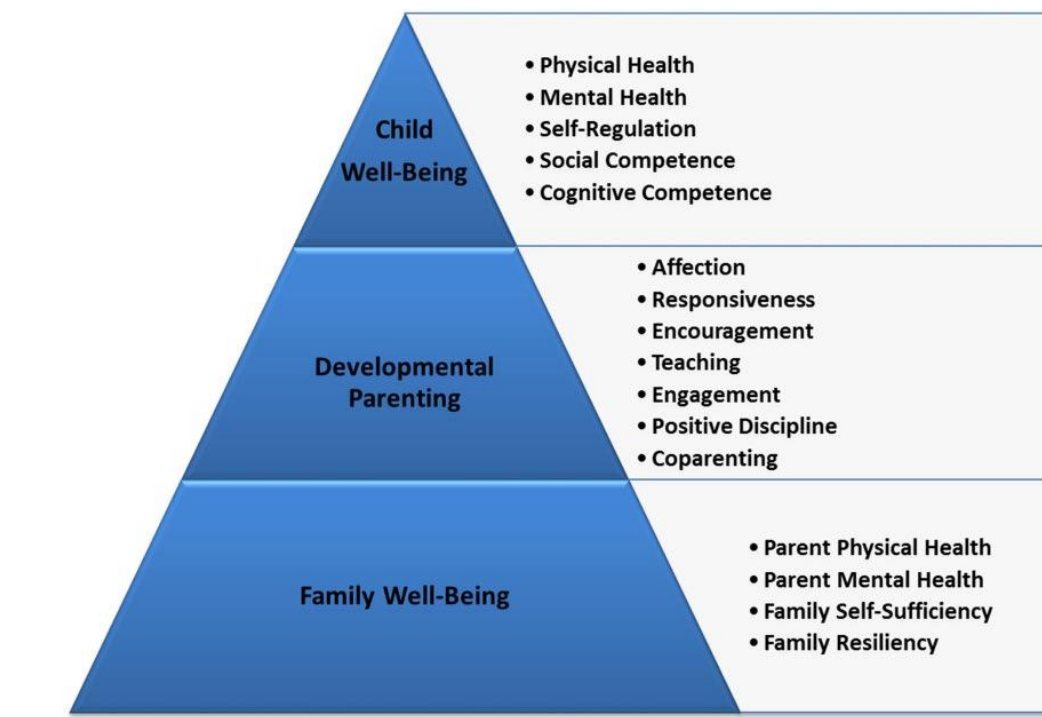 Child
Well-Being
• Physical Health
• Mental Health
• Self-Regulation
• Social Competence
• Cognitive Competence
Developmental
Parenting
• Affection
• Responsiveness
• Encouragement
• Teaching
• Engagement
• Positive Discipline
• Coparenting
Family Well-Being
• Parent Physical Health
• Parent Mental Health
• Family Self-Sufficiency
• Family Resiliency